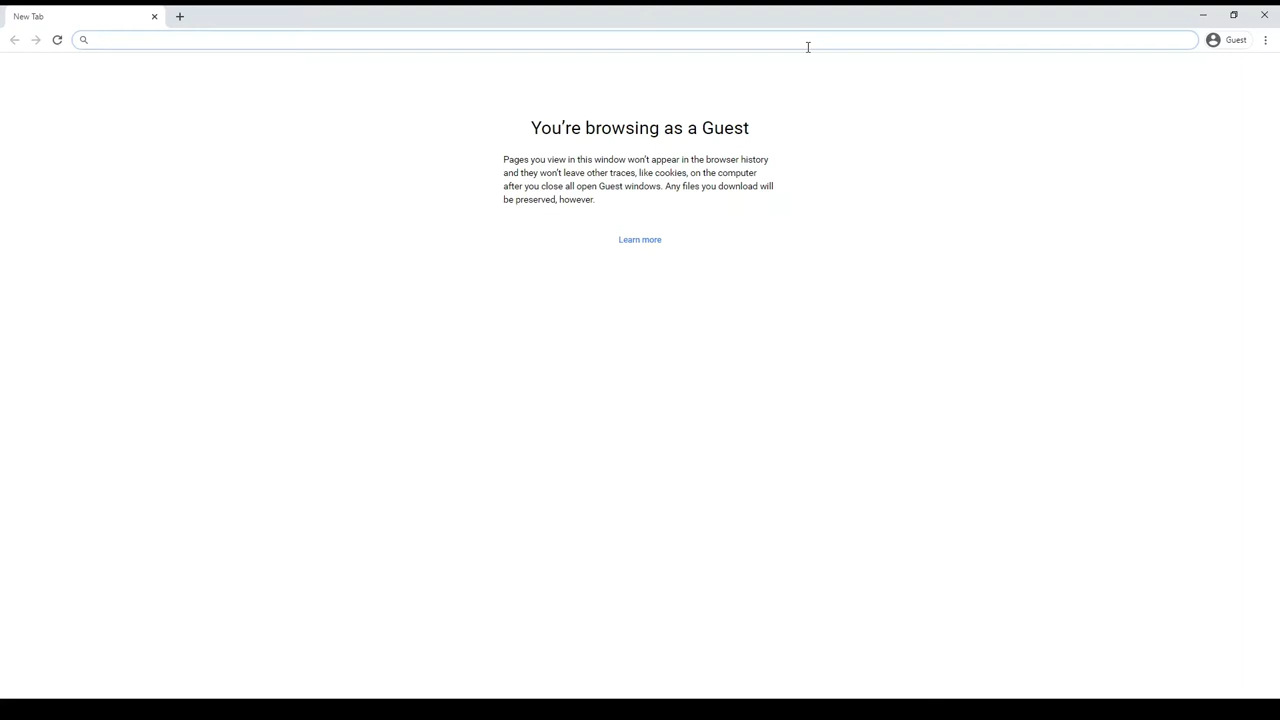 New Tab
Guest
You're browsing as a Guest
Pages you view in this window won't appear in the browser history
and they won't leave other traces, like cookies, on the computer
after you close all open Guest windows. Any files you download will
be preserved, however.
Learn more